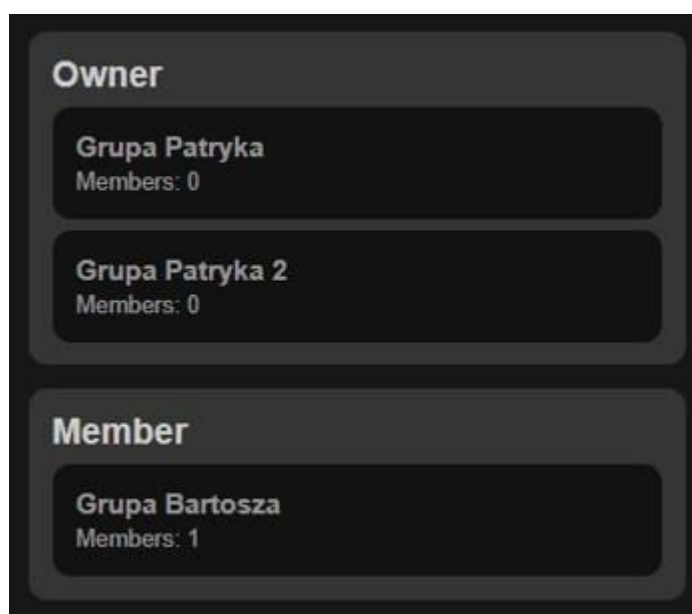 Owner
Grupa Patryka
Members: 0
Grupa Patryka 2
Members: 0
Member
Grupa Bartosza
Members: 1